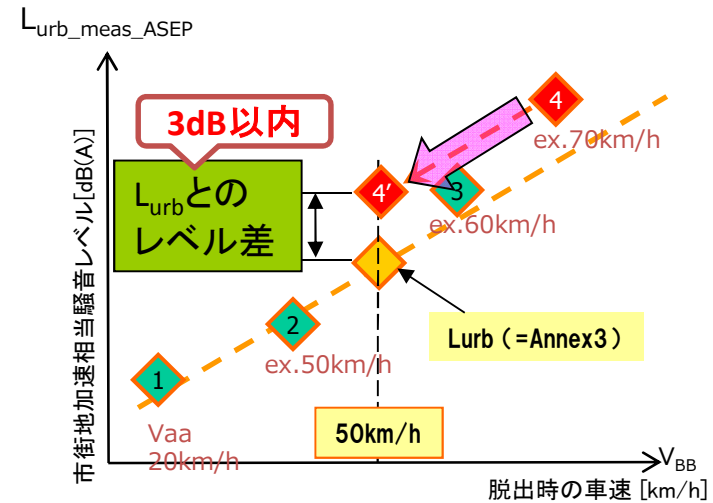 Lurb_meas_ASEP
市街地加速相当騒音レベル[dB(A)]
3dB以内
Lurbとの
レベル差
4
ex.70km/h
4’
3
ex.60km/h
2
ex.50km/h
Lurb (=Annex3)
1
Vaa
20km/h
50km/h
VBB
脱出時の車速 [km/h]